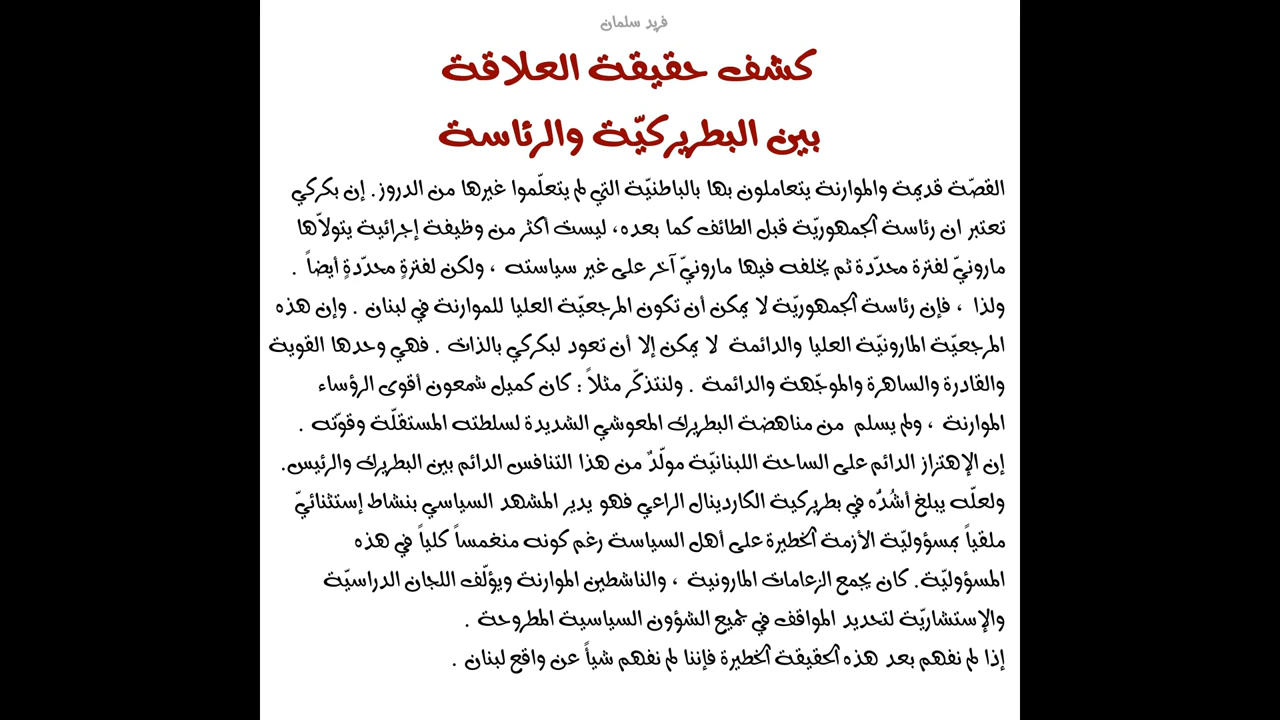 فريد سلمان
كشف حقيقة العلاقة
بين البطريركيّة والرئاسة
القصّة قديمة والموارنة يتعاملون بها بالباطنيّة التي لم يتعلّموا غيرها من الدروز. إن بكركي
تعتبر ان رئاسة الجمهوريّة قبل الطائف كما بعده، ليست أكثر من وظيفة إجرائية يتولاّها
مارونيّ لفترة محدّدة ثم يخلفه فيها مارونيّ آخر على غير سياسته ، ولكن لفترةٍ محدّدةٍ أيضاً .
ولذا ، فإن رئاسة الجمهوريّة لا يمكن أن تكون المرجعيّة العليا للموارنة في لبنان . وإن هذه
المرجعيّة المارونيّة العليا والدائمة لا يمكن إلا أن تعود لبكركي بالذات . فهي وحدها القوية
والقادرة والساهرة والموجّهة والدائمة . ولنتذكّر مثلاً : كان كميل شمعون أقوى الرؤساء
الموارنة ، ولم يسلم من مناهضة البطريرك المعوشي الشديدة لسلطته المستقلّة وقوّته .
إن الإهتزاز الدائم على الساحة اللبنانيّة مولّدٌ من هذا التنافس الدائم بين البطريرك والرئيس.
ولعلّه يبلغ أشُدُّه في بطريركية الكاردينال الراعي فهو يدير المشهد السياسي بنشاط إستثنائيّ
ملقياً بمسؤوليّة الأزمة الخطيرة على أهل السياسة رغم كونه منغمساً كلياً في هذه
المسؤوليّة. كان يجمع الزعامات المارونية ، والناشطين الموارنة ويؤلّف اللجان الدراسيّة
والإستشاريّة لتحديد المواقف في جميع الشؤون السياسية المطروحة .
إذا لم نفهم بعد هذه الحقيقة الخطيرة فإننا لم نفهم شيأً عن واقع لبنان .